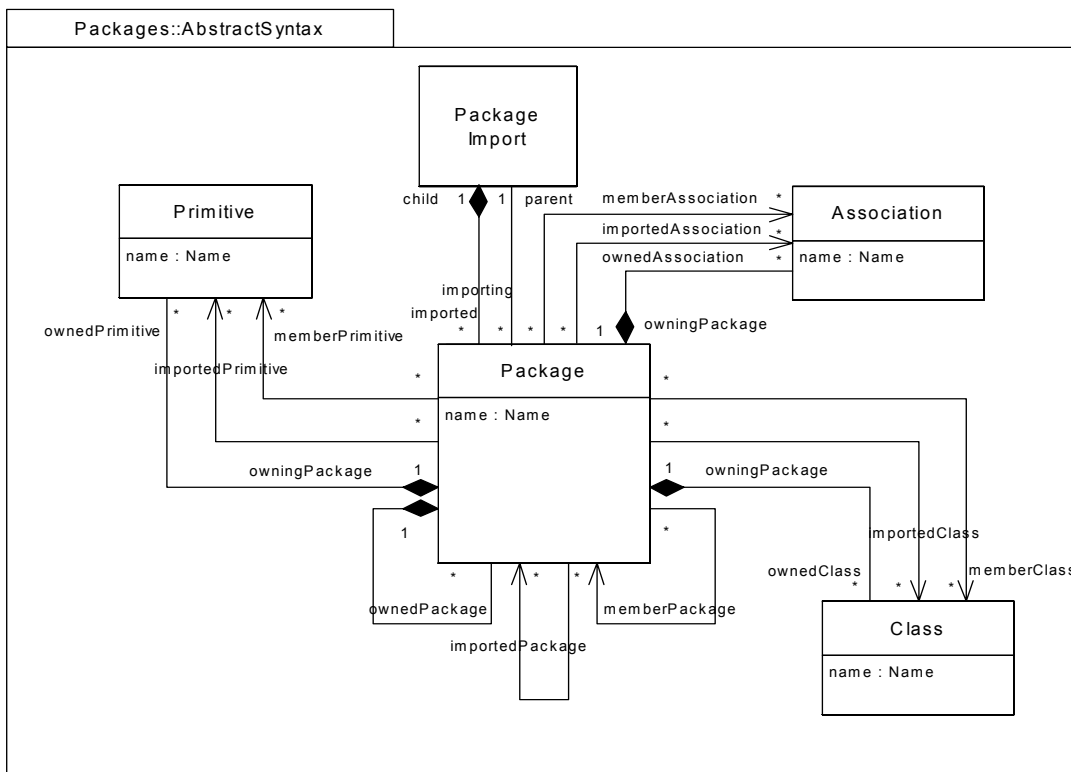 Packages::AbstractSyntax
Package
Import
child 1 1 parent
memberAssociation *
importedAssociation *
ownedAssociation *
Association
name : Name
Primitive
name : Name
ownedPrimitive * * *
memberPrimitive
importedPrimitive
importing
imported
* * * * 1 owningPackage
Package
name : Name
* *
* *
owningPackage 1 1 owningPackage
1 *
* * *
ownedPackage memberPackage
importedPackage
importedClass
ownedClass memberClass
* * *
Class
name : Name